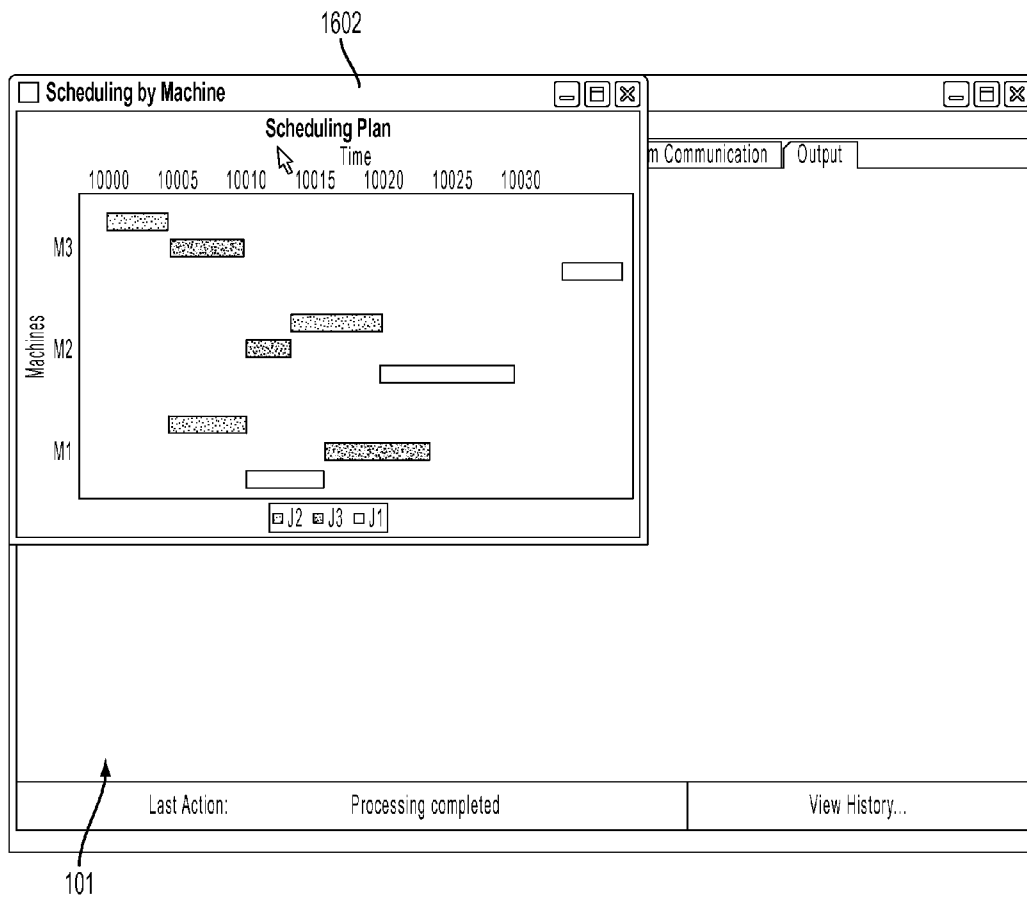 1602
Scheduling by Machine
Scheduling Plan
Time
10000 10005 10010 10015 10020 10025 10030
m Communication Output
Machines
M3
M2
M1
J2 J3 J1
Last Action: Processing completed View History...
101